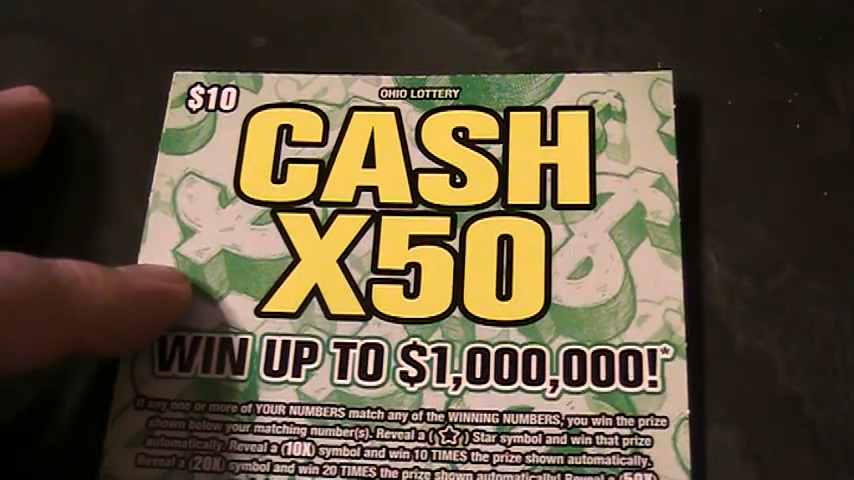 $10
OHIO LOTTERY
CASH
X50
WIN UP TO $1,000,000!*
If any one or more of YOUR NUMBERS match any of the WINNING NUMBERS, you win the prize
shown below your matching number(s). Reveal a (☆) Star symbol and win that prize
automatically. Reveal a (10X) symbol and win 10 TIMES the prize shown automatically.
Reveal a (20X) symbol and win 20 TIMES the prize shown automatically! Reveal a (50X